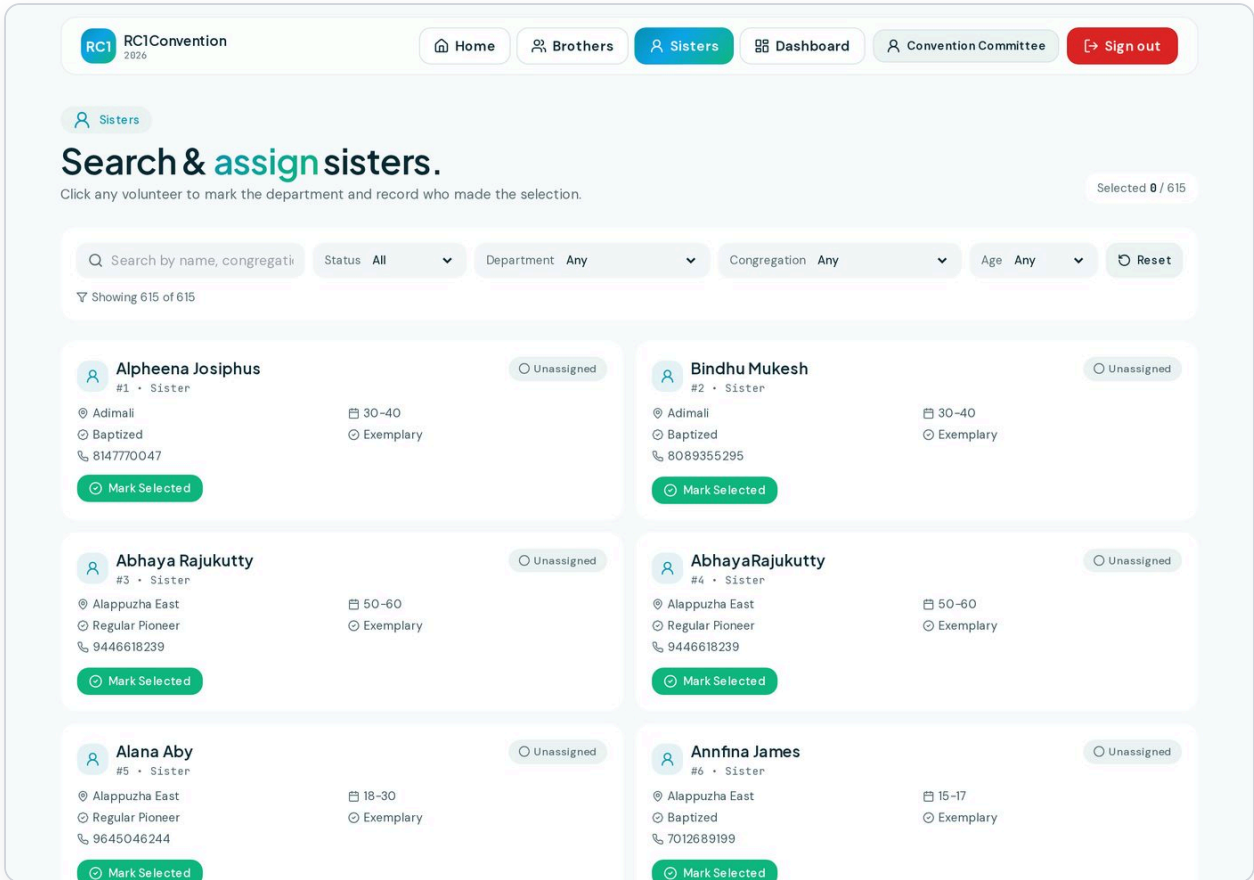 RC1 RC1Convention
2026
Home Brothers Sisters Dashboard Convention Committee Sign out
Sisters
Search & assign sisters.
Click any volunteer to mark the department and record who made the selection.
Selected 0 / 615
Search by name, congregati Status All Department Any Congregation Any Age Any Reset
Showing 615 of 615
Alpheena Josiphus Unassigned
#1 • Sister
Adimali 30-40
Baptized Exemplary
8147770047
Mark Selected
Bindhu Mukesh Unassigned
#2 • Sister
Adimali 30-40
Baptized Exemplary
8089355295
Mark Selected
Abhaya Rajukutty Unassigned
#3 • Sister
Alappuzha East 50-60
Regular Pioneer Exemplary
9446618239
Mark Selected
AbhayaRajukutty Unassigned
#4 • Sister
Alappuzha East 50-60
Regular Pioneer Exemplary
9446618239
Mark Selected
Alana Aby Unassigned
#5 • Sister
Alappuzha East 18-30
Regular Pioneer Exemplary
9645046244
Mark Selected
Annfina James Unassigned
#6 • Sister
Alappuzha East 15-17
Baptized Exemplary
7012689199
Mark Selected